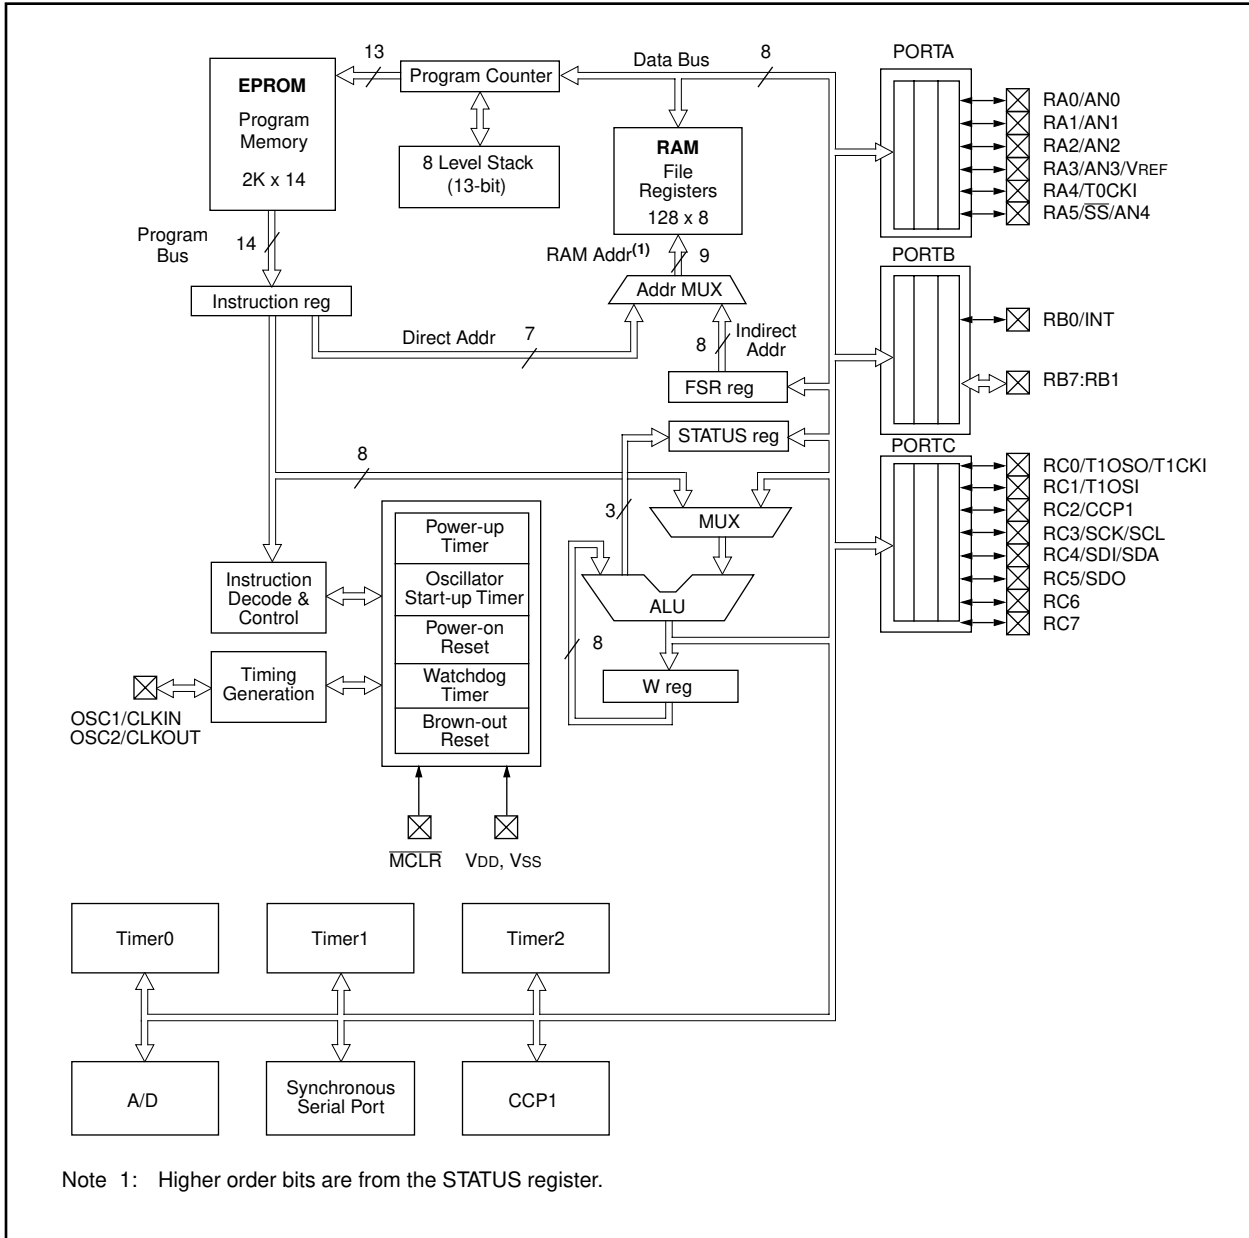 13
Data Bus
8
PORTA
EPROM
Program
Memory
2K x 14
Program Counter
8 Level Stack
(13-bit)
RAM
File
Registers
128 x 8
RA0/AN0
RA1/AN1
RA2/AN2
RA3/AN3/VREF
RA4/T0CKI
RA5/SS/AN4
Program
Bus
14
RAM Addr(1)
9
PORTB
Instruction reg
Addr MUX
Direct Addr
7
8
Indirect
Addr
RB0/INT
FSR reg
RB7:RB1
STATUS reg
PORTC
8
3
MUX
RC0/T1OSO/T1CKI
RC1/T1OSI
RC2/CCP1
RC3/SCK/SCL
RC4/SDI/SDA
RC5/SDO
RC6
RC7
Power-up
Timer
Oscillator
Start-up Timer
Power-on
Reset
Watchdog
Timer
Brown-out
Reset
Instruction
Decode &
Control
ALU
8
W reg
Timing
Generation
OSC1/CLKIN
OSC2/CLKOUT
MCLR
VDD, VSS
Timer0
Timer1
Timer2
A/D
Synchronous
Serial Port
CCP1
Note 1: Higher order bits are from the STATUS register.